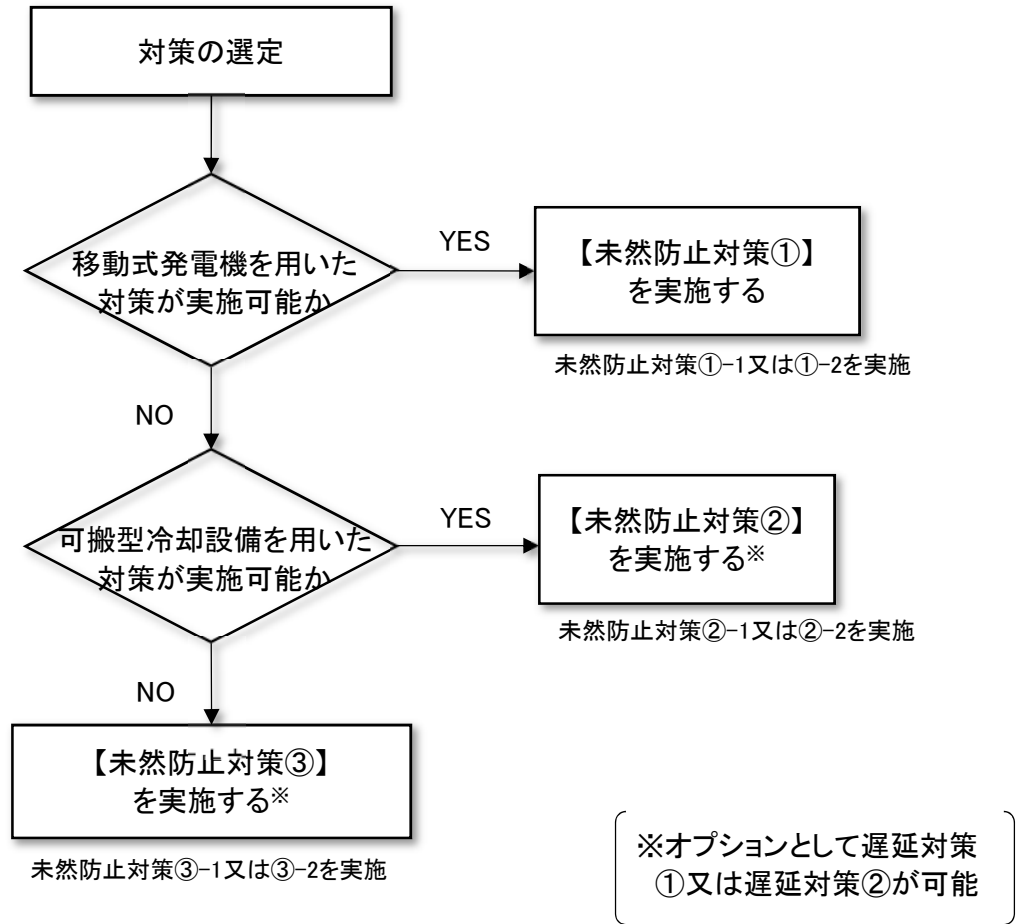 対策の選定
移動式発電機を用いた
対策が実施可能か
YES
【未然防止対策①】
を実施する
未然防止対策①-1又は①-2を実施
NO
可搬型冷却設備を用いた
対策が実施可能か
YES
【未然防止対策②】
を実施する※
未然防止対策②-1又は②-2を実施
NO
【未然防止対策③】
を実施する※
未然防止対策③-1又は③-2を実施
※オプションとして遅延対策
①又は遅延対策②が可能